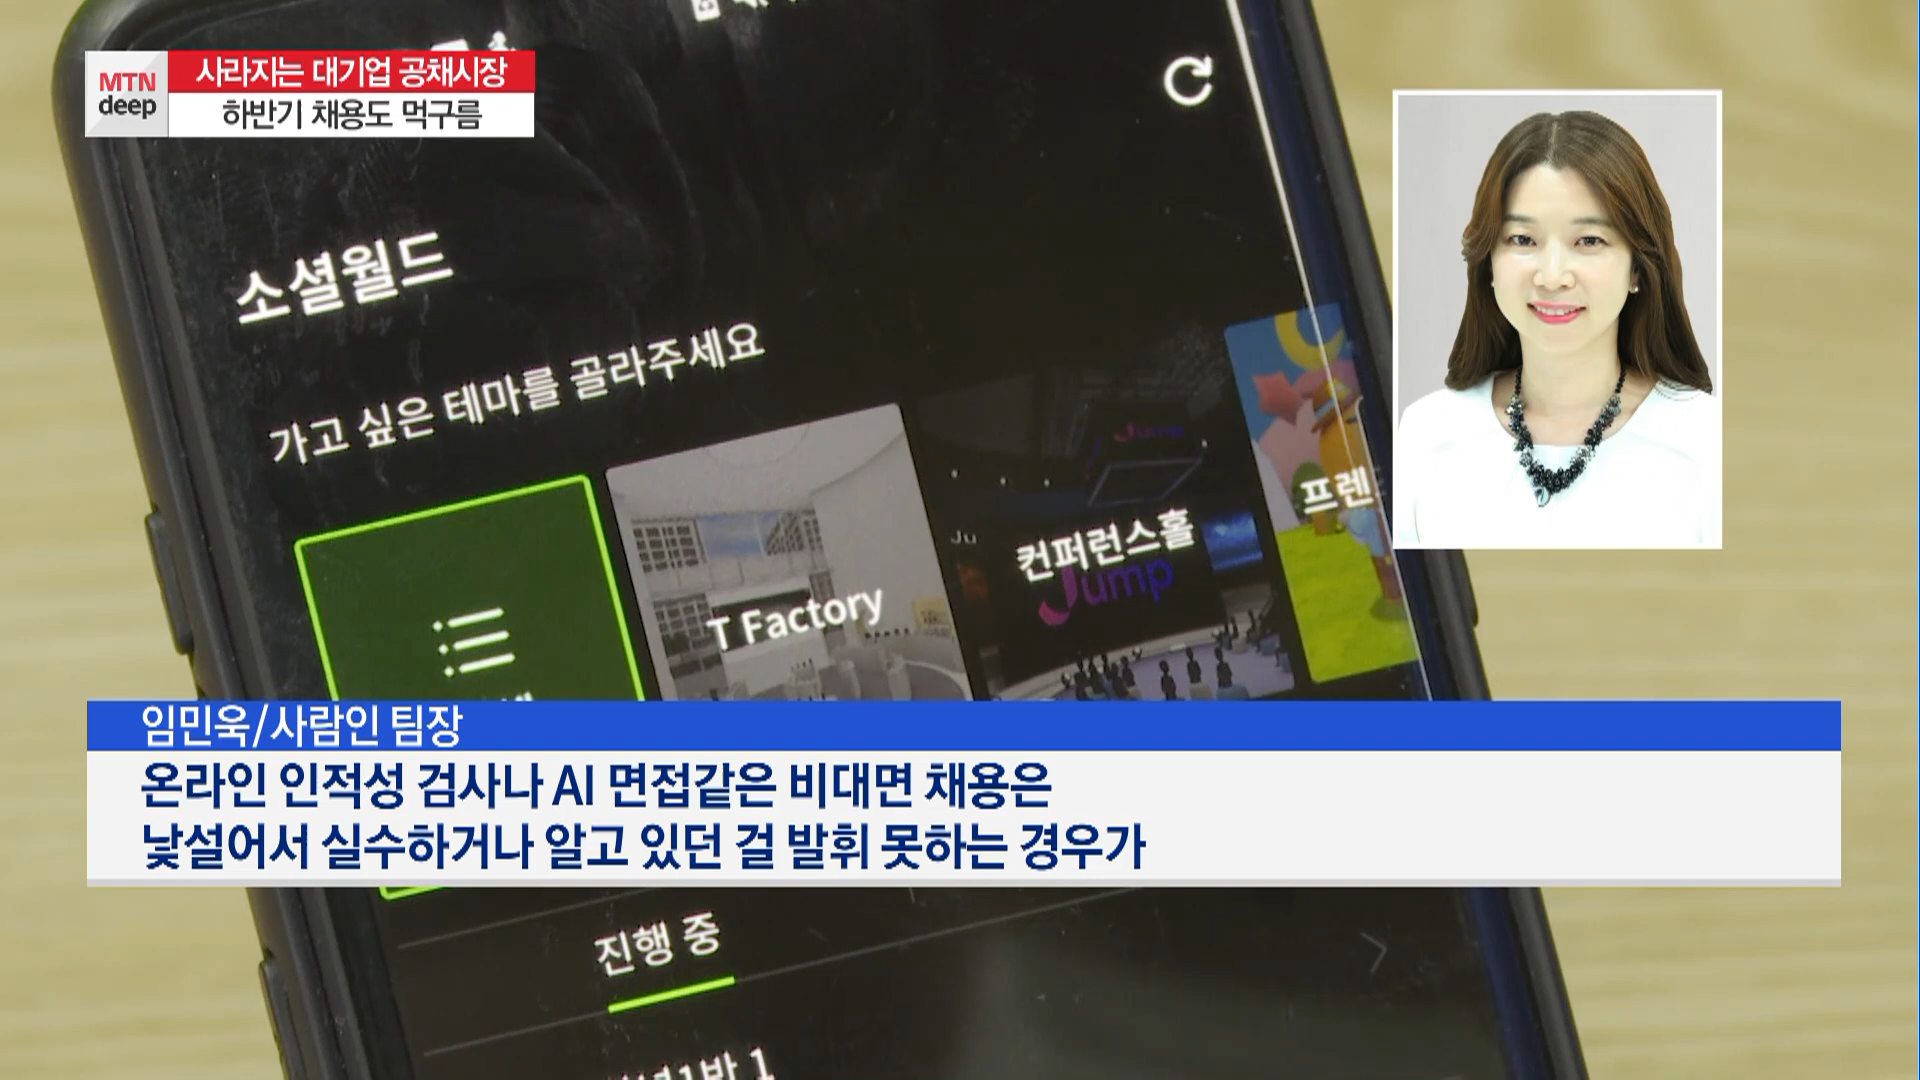 MTN
deep
사라지는 대기업 공채시장
하반기 채용도 먹구름
소셜월드
가고 싶은 테마를 골라주세요
T Factory
Jump
Ju
컨퍼런스홀
Jump
프렌
임민욱/사람인 팀장
온라인 인적성 검사나 AI 면접같은 비대면 채용은
낯설어서 실수하거나 알고 있던 걸 발휘 못하는 경우가
진행 중
1